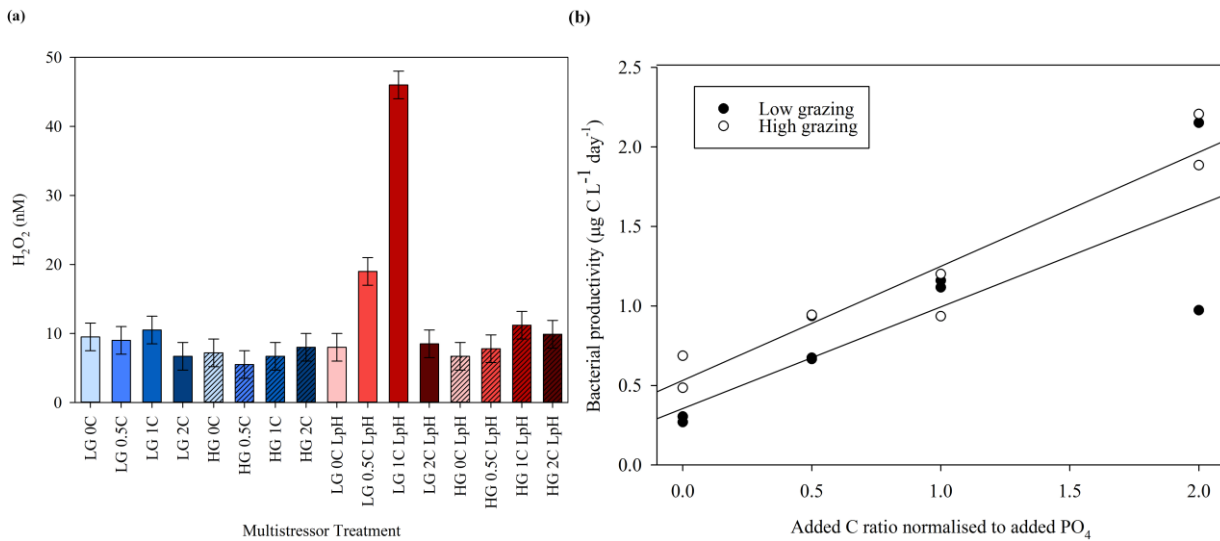 (a)
50
40
30
20
10
0
H₂O₂ (nM)
LG 0C
LG 0.5C
LG 1C
LG 2C
HG 0C
HG 0.5C
HG 1C
HG 2C
LG 0C LpH
LG 0.5C LpH
LG 1C LpH
LG 2C LpH
HG 0C LpH
HG 0.5C LpH
HG 1C LpH
HG 2C LpH
Multistressor Treatment
(b)
2.5
2.0
1.5
1.0
0.5
0.0
Bacterial productivity (µg C L⁻¹ day⁻¹)
Low grazing
High grazing
0.0 0.5 1.0 1.5 2.0
Added C ratio normalised to added PO₄